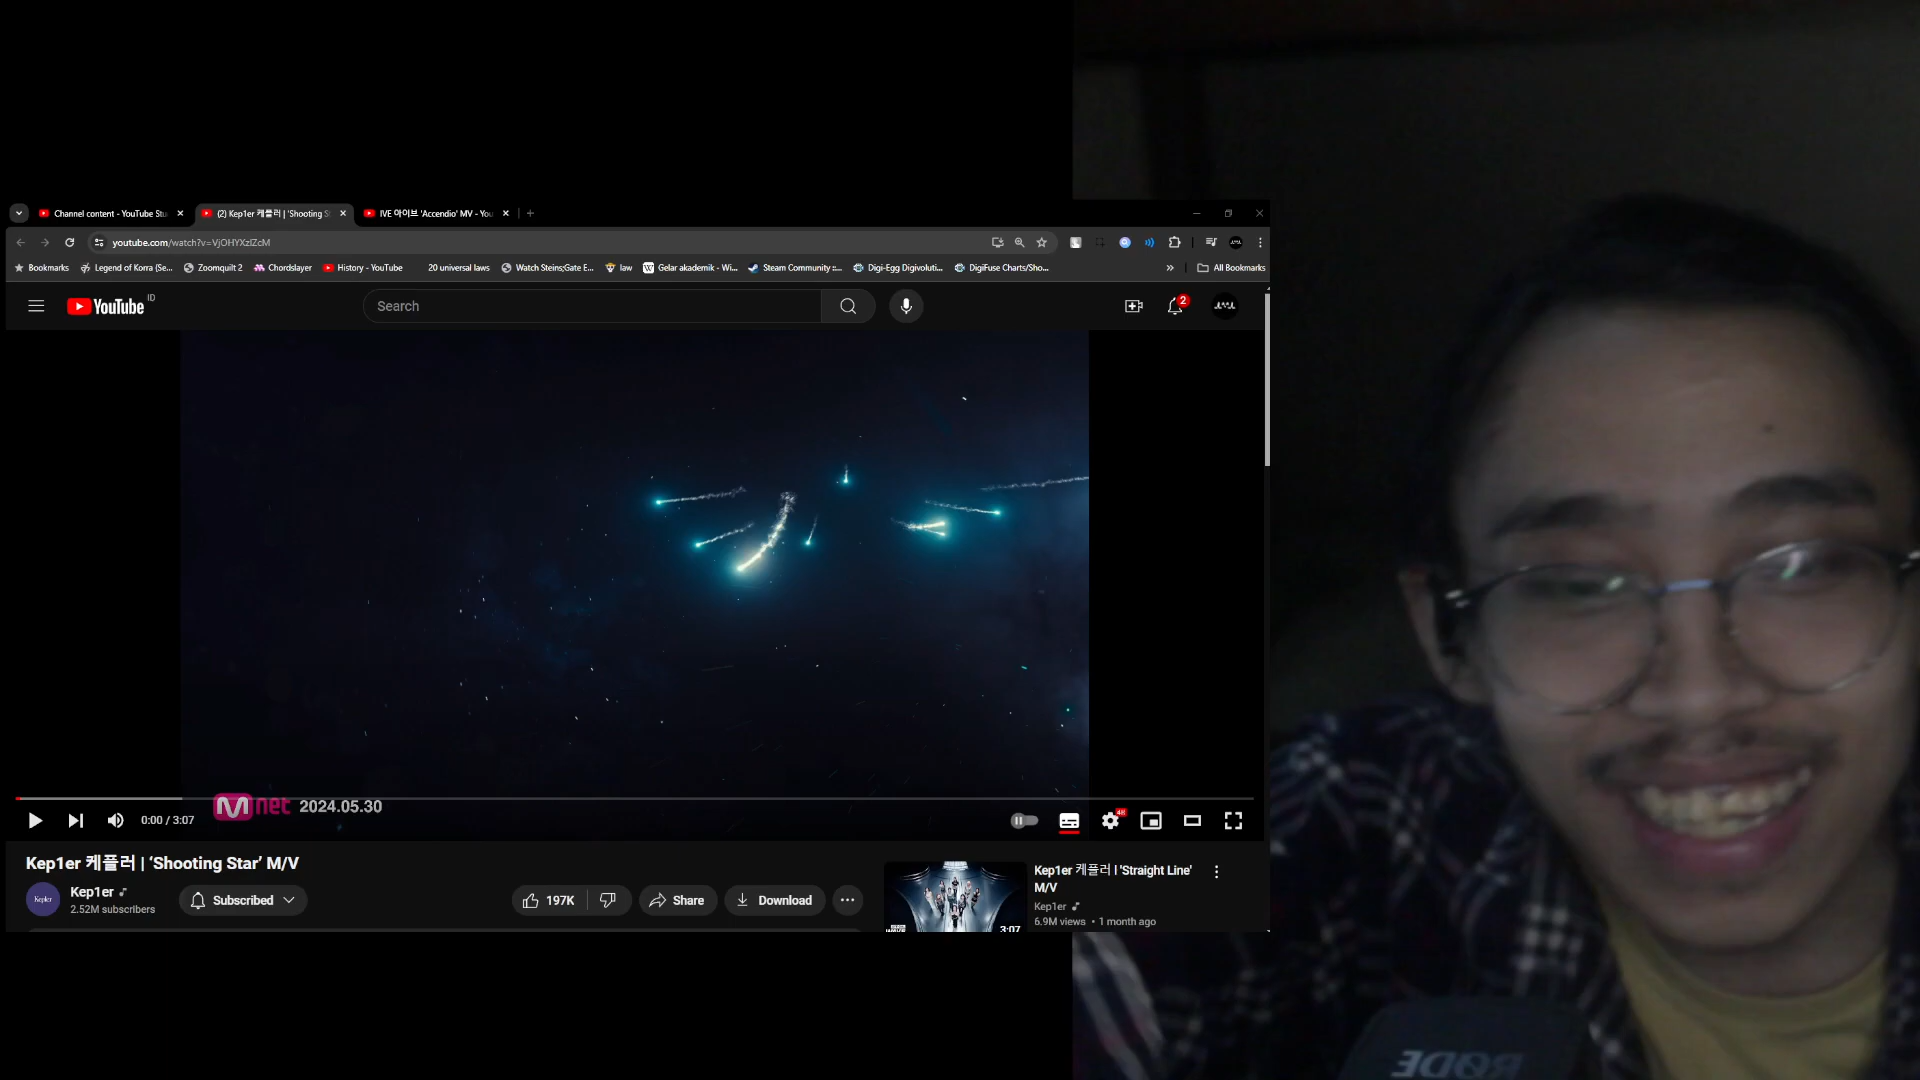 Channel content - YouTube Stu
(2) Kep1er 케플러 | 'Shooting S
IVE 아이브 'Accendio' MV - You
youtube.com/watch?v=VjOHYXzlZcM
Bookmarks
Legend of Korra (Se...
Zoomquilt 2
Chordslayer
History - YouTube
20 universal laws
Watch Steins;Gate E...
law
Gelar akademik - Wi...
Steam Community ::...
Digi-Egg Digivoluti...
DigiFuse Charts/Sho...
All Bookmarks
YouTube ID
Search
2
Mnet 2024.05.30
0:00 / 3:07
Kep1er 케플러 | ‘Shooting Star’ M/V
Kep1er
Kep1er
2.52M subscribers
Subscribed
197K
Share
Download
3:07
Kep1er 케플러 l 'Straight Line'
M/V
Kep1er
6.9M views • 1 month ago
RØDE